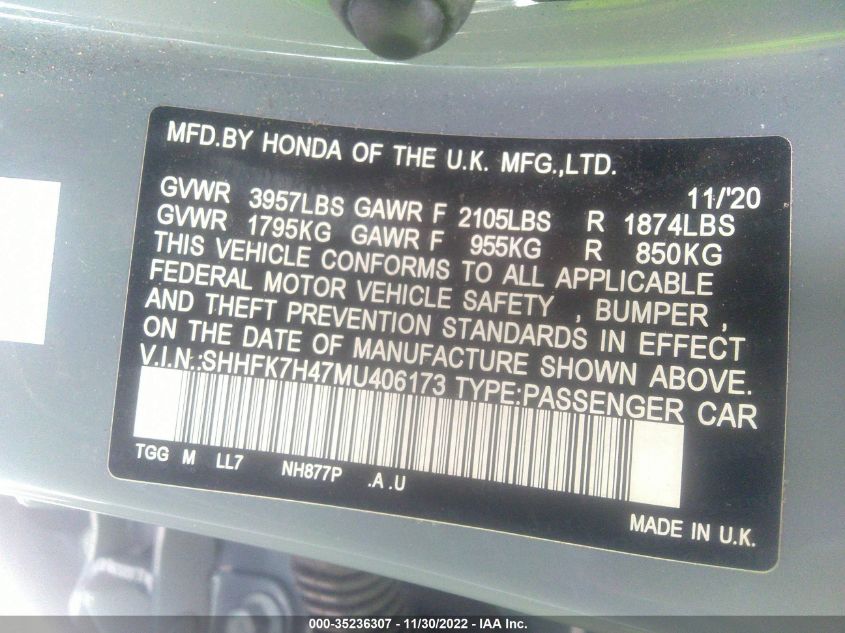 MFD.BY HONDA OF THE U.K. MFG.,LTD.
11/'20
GVWR 3957LBS GAWR F 2105LBS R 1874LBS
GVWR 1795KG GAWR F 955KG R 850KG
THIS VEHICLE CONFORMS TO ALL APPLICABLE
FEDERAL MOTOR VEHICLE SAFETY , BUMPER ,
AND THEFT PREVENTION STANDARDS IN EFFECT
ON THE DATE OF MANUFACTURE SHOWN ABOVE.
V.I.N.:SHHFK7H47MU406173 TYPE:PASSENGER CAR
TGG M LL7 NH877P .A .U
MADE IN U.K.
000-35236307 - 11/30/2022 - IAA Inc.